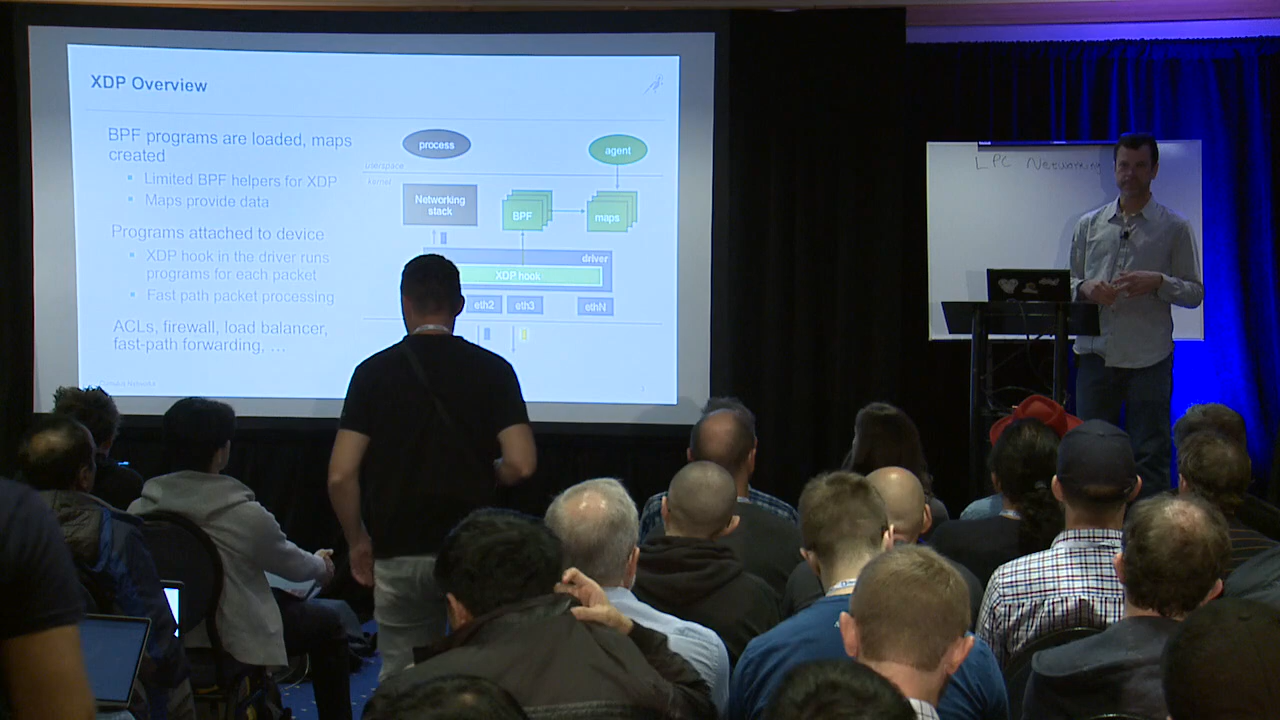 XDP Overview
BPF programs are loaded, maps
created
Limited BPF helpers for XDP
Maps provide data
Programs attached to device
XDP hook in the driver runs
programs for each packet
Fast path packet processing
ACLs, firewall, load balancer,
fast-path forwarding, …
process
agent
userspace
kernel
Networking
stack
BPF
maps
driver
XDP hook
eth2
eth3
ethN
Cumulus Networks
LPC Networking